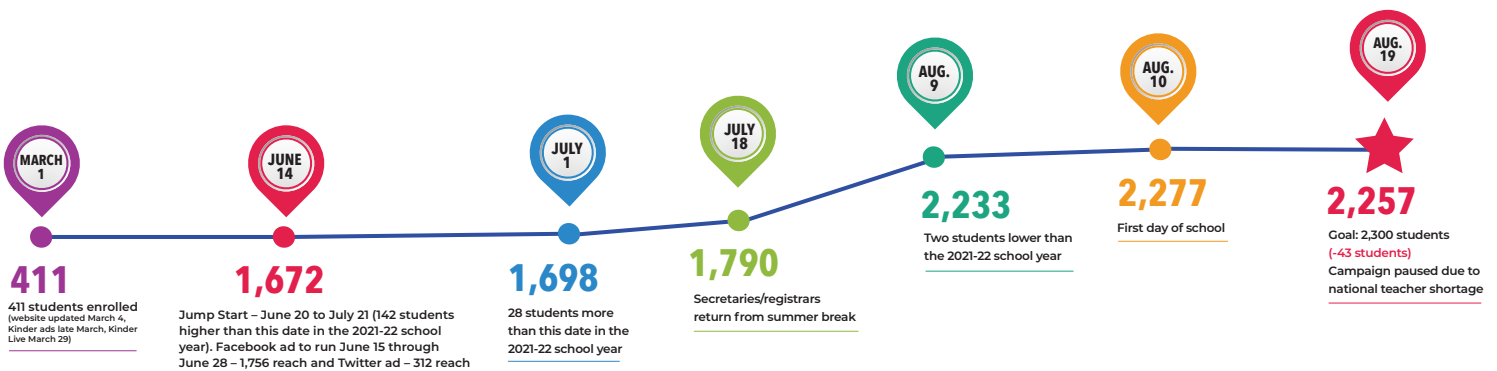 MARCH
1
411
411 students enrolled
(website updated March 4,
Kinder ads late March, Kinder
Live March 29)
JUNE
14
1,672
Jump Start – June 20 to July 21 (142 students
higher than this date in the 2021-22 school
year). Facebook ad to run June 15 through
June 28 – 1,756 reach and Twitter ad – 312 reach
JULY
1
1,698
28 students more
than this date in the
2021-22 school year
JULY
18
1,790
Secretaries/registrars
return from summer break
AUG.
9
2,233
Two students lower than
the 2021-22 school year
AUG.
10
2,277
First day of school
AUG.
19
2,257
Goal: 2,300 students
(-43 students)
Campaign paused due to
national teacher shortage